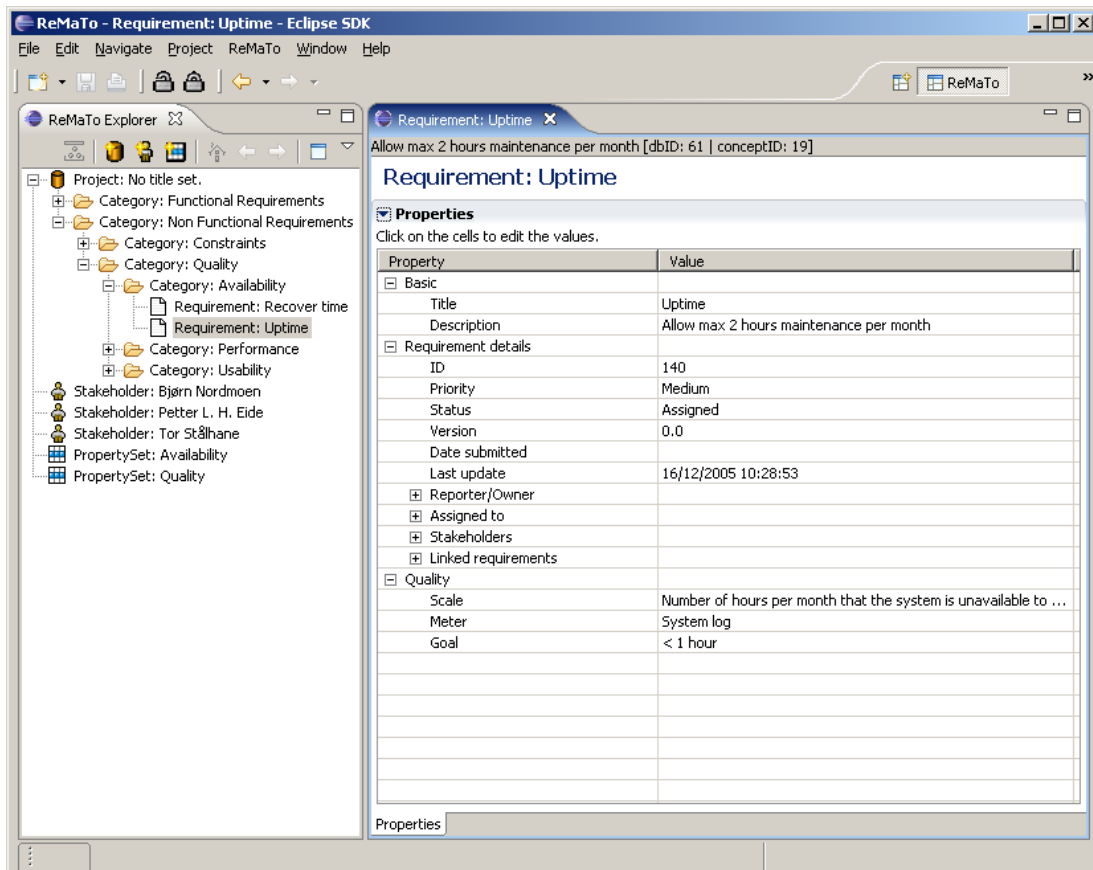 ReMaTo - Requirement: Uptime - Eclipse SDK
File Edit Navigate Project ReMaTo Window Help
ReMaTo
ReMaTo Explorer
Project: No title set.
Category: Functional Requirements
Category: Non Functional Requirements
Category: Constraints
Category: Quality
Category: Availability
Requirement: Recover time
Requirement: Uptime
Category: Performance
Category: Usability
Stakeholder: Bjørn Nordmoen
Stakeholder: Petter L. H. Eide
Stakeholder: Tor Stålhane
PropertySet: Availability
PropertySet: Quality
Requirement: Uptime
Allow max 2 hours maintenance per month [dbID: 61 | conceptID: 19]
Requirement: Uptime
Properties
Click on the cells to edit the values.
Property Value
Basic
Title Uptime
Description Allow max 2 hours maintenance per month
Requirement details
ID 140
Priority Medium
Status Assigned
Version 0.0
Date submitted
Last update 16/12/2005 10:28:53
Reporter/Owner
Assigned to
Stakeholders
Linked requirements
Quality
Scale Number of hours per month that the system is unavailable to ...
Meter System log
Goal < 1 hour
Properties